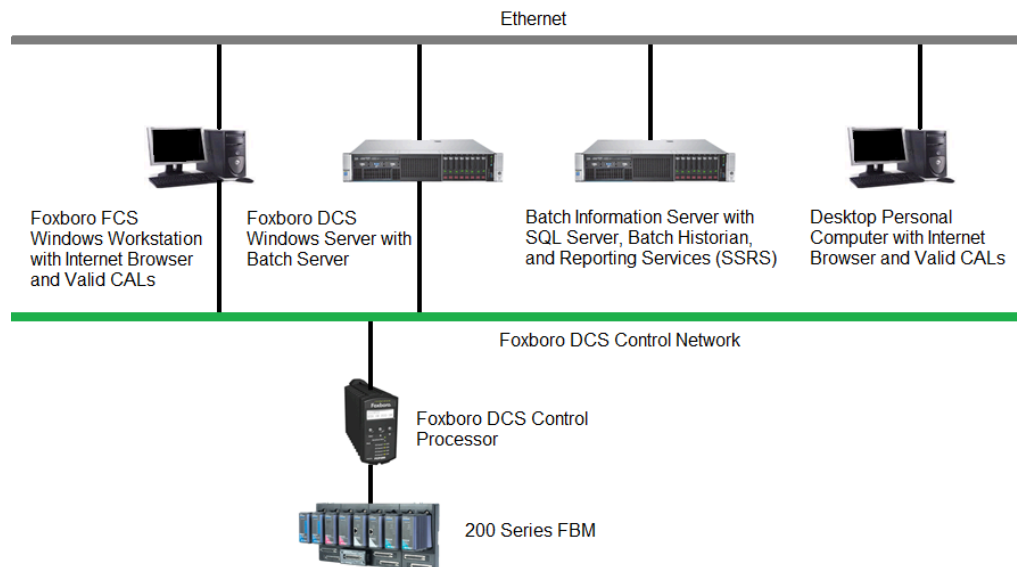 Ethernet
Foxboro FCS
Windows Workstation
with Internet Browser
and Valid CALs
Foxboro DCS
Windows Server with
Batch Server
Batch Information Server with
SQL Server, Batch Historian,
and Reporting Services (SSRS)
Desktop Personal
Computer with Internet
Browser and Valid CALs
Foxboro DCS Control Network
Foxboro
Foxboro DCS Control
Processor
200 Series FBM